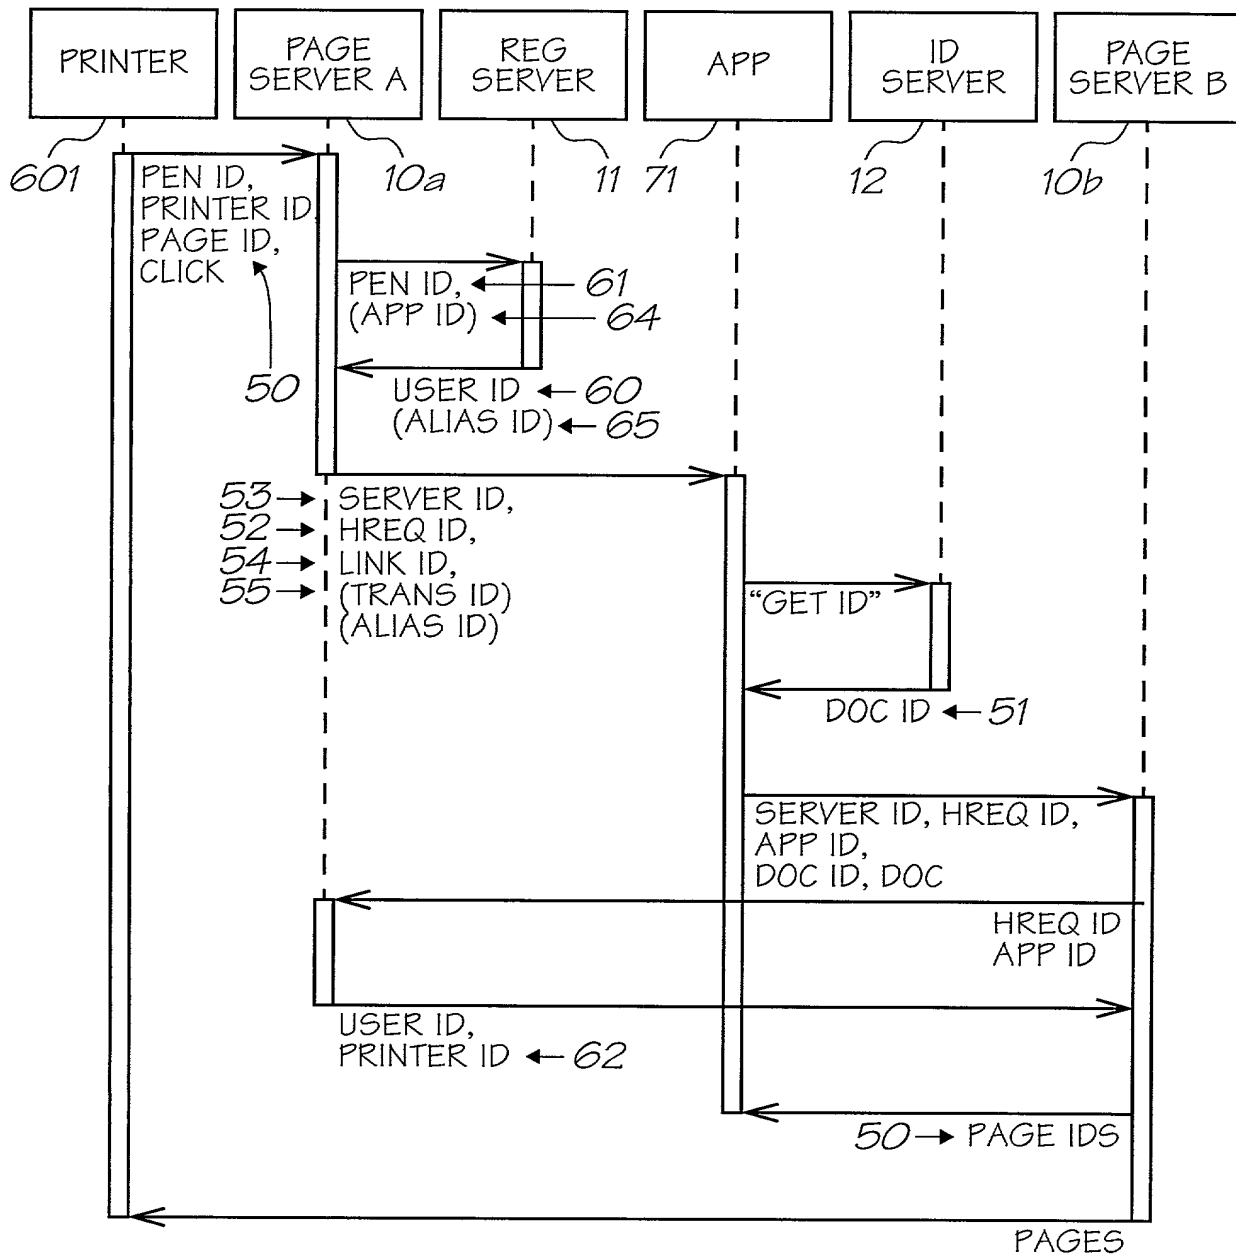 PRINTER
PAGE
SERVER A
REG
SERVER
APP
ID
SERVER
PAGE
SERVER B
601
10a
11
71
12
10b
PEN ID,
PRINTER ID,
PAGE ID,
CLICK
50
PEN ID, 61
(APP ID) 64
USER ID 60
(ALIAS ID) 65
53 SERVER ID,
52 HREQ ID,
54 LINK ID,
55 (TRANS ID)
(ALIAS ID)
“GET ID”
DOC ID 51
SERVER ID, HREQ ID,
APP ID,
DOC ID, DOC
HREQ ID
APP ID
USER ID,
PRINTER ID 62
50 PAGE IDS
PAGES